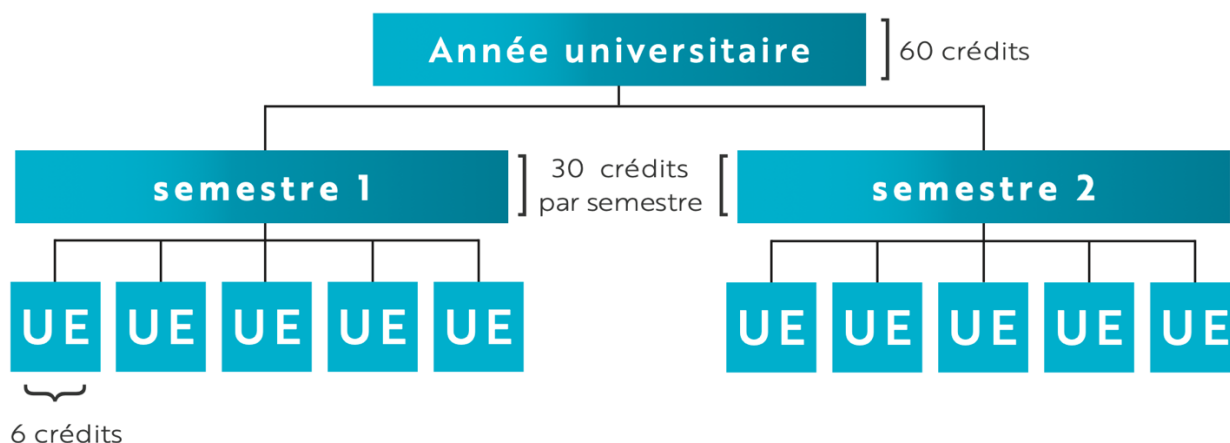 Année universitaire
60 crédits
semestre 1
30 crédits
par semestre
semestre 2
UE UE UE UE UE
UE UE UE UE UE
6 crédits